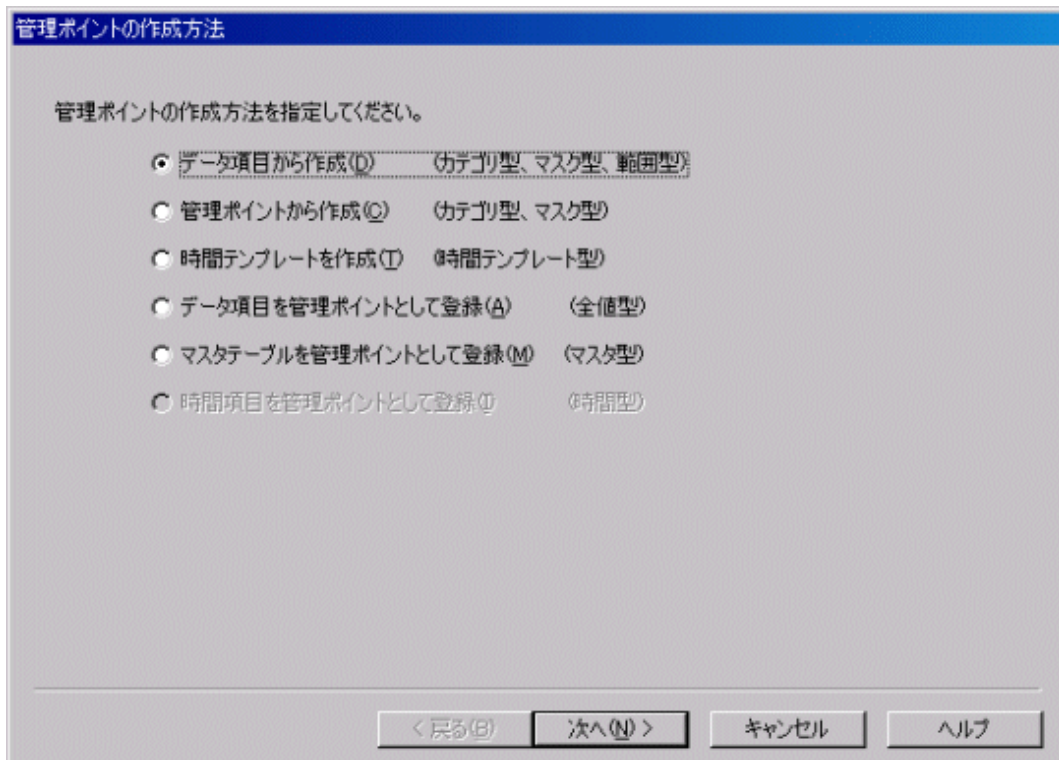 管理ポイントの作成方法
管理ポイントの作成方法を指定してください。
データ項目から作成(D) (カテゴリ型、マスク型、範囲型)
管理ポイントから作成(C) (カテゴリ型、マスク型)
時間テンプレートを作成(T) (時間テンプレート型)
データ項目を管理ポイントとして登録(A) (全値型)
マスタテーブルを管理ポイントとして登録(M) (マスタ型)
時間項目を管理ポイントとして登録(I) (時間型)
< 戻る(B) 次へ(N) > キャンセル ヘルプ